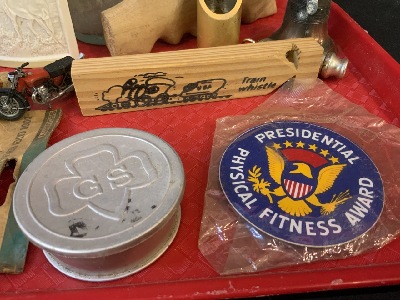 Train
Whistle
GS
PRESIDENTIAL
PHYSICAL FITNESS AWARD